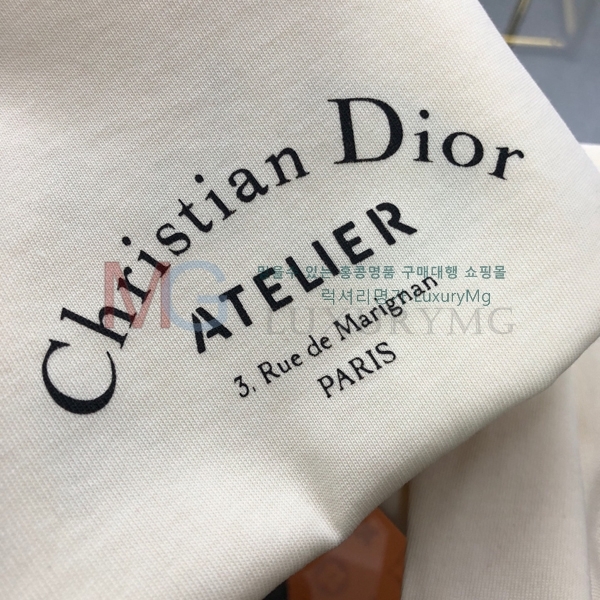 Christian Dior
ATELIER
3, Rue de Marignan
PARIS
믿을수 있는 홍콩명품 구매대행 쇼핑몰
럭셔리명가 LuxuryMg
MG LUXURYMG